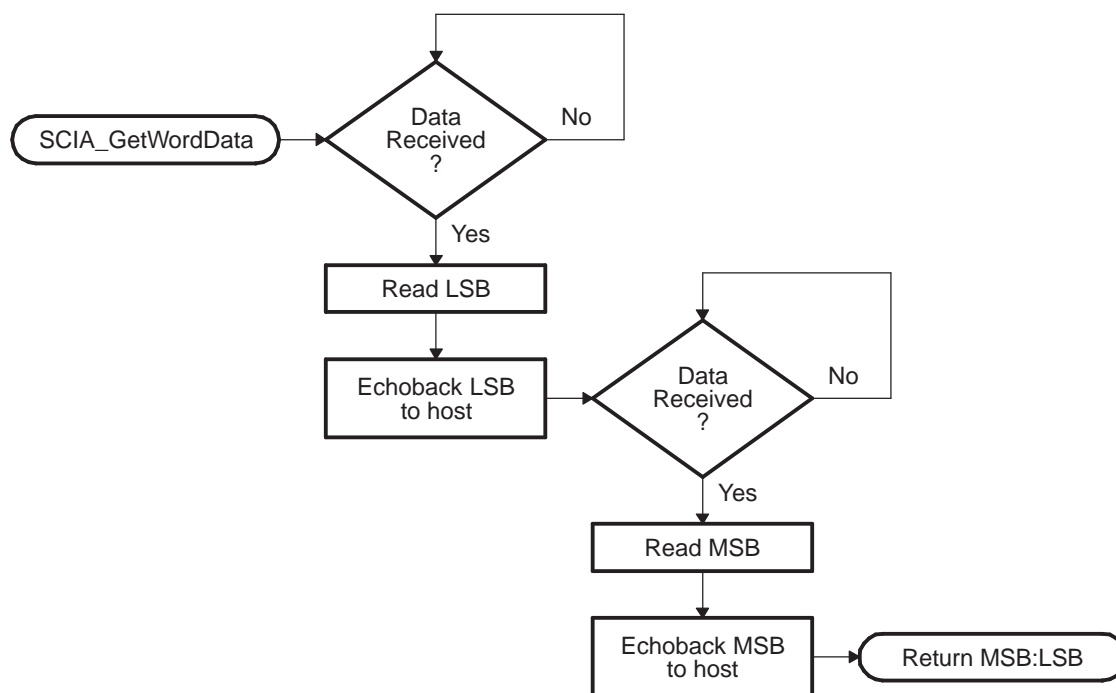 SCIA_GetWordData
Data
Received
?
No
Yes
Read LSB
Echoback LSB
to host
Data
Received
?
No
Yes
Read MSB
Echoback MSB
to host
Return MSB:LSB